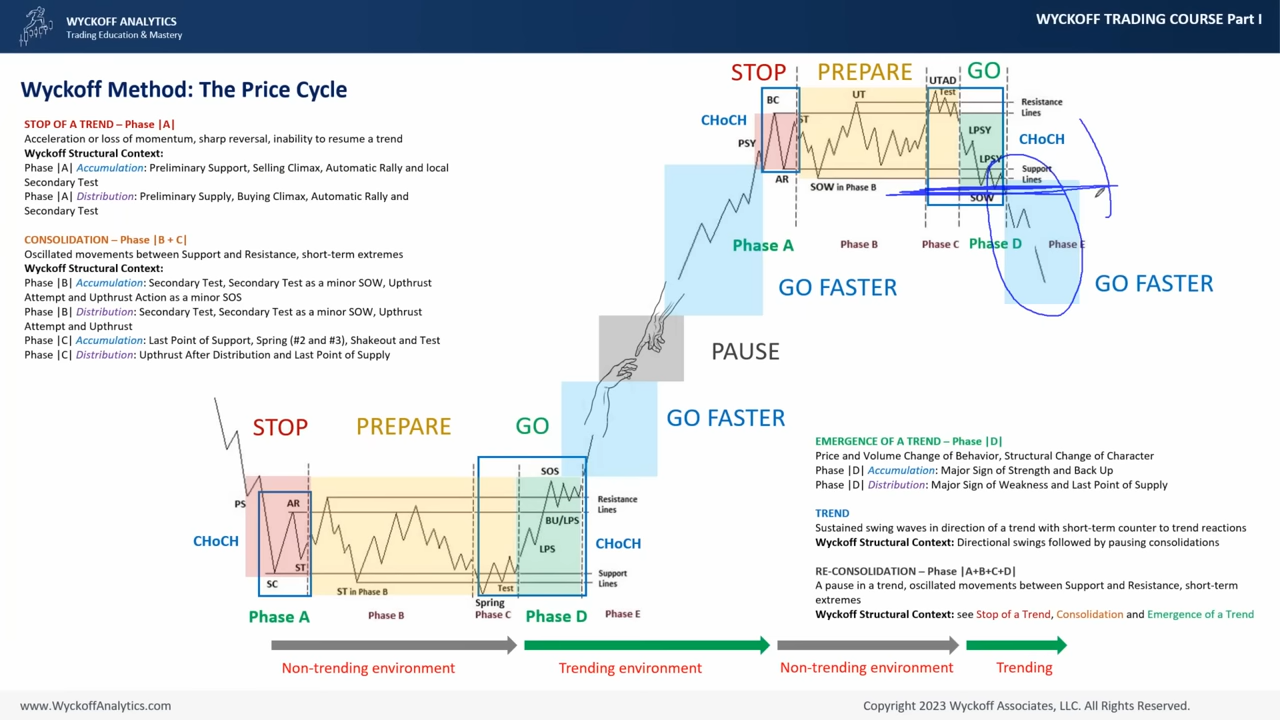 WYCKOFF ANALYTICS
Trading Education & Mastery
WYCKOFF TRADING COURSE Part I
Wyckoff Method: The Price Cycle
STOP OF A TREND – Phase |A|
Acceleration or loss of momentum, sharp reversal, inability to resume a trend
Wyckoff Structural Context:
Phase |A| Accumulation: Preliminary Support, Selling Climax, Automatic Rally and local
Secondary Test
Phase |A| Distribution: Preliminary Supply, Buying Climax, Automatic Rally and
Secondary Test
CONSOLIDATION – Phase |B + C|
Oscillated movements between Support and Resistance, short-term extremes
Wyckoff Structural Context:
Phase |B| Accumulation: Secondary Test, Secondary Test as a minor SOW, Upthrust
Attempt and Upthrust Action as a minor SOS
Phase |B| Distribution: Secondary Test, Secondary Test as a minor SOW, Upthrust
Attempt and Upthrust
Phase |C| Accumulation: Last Point of Support, Spring (#2 and #3), Shakeout and Test
Phase |C| Distribution: Upthrust After Distribution and Last Point of Supply
STOP
PREPARE
GO
UTAD
BC
UT
Test
Resistance
Lines
CHoCH
ST
LPSY
CHoCH
PSY
LPSY
Support
Lines
AR
SOW in Phase B
SOW
Phase A
Phase B
Phase C
Phase D
Phase E
GO FASTER
GO FASTER
PAUSE
GO FASTER
STOP
PREPARE
GO
SOS
PS
AR
Resistance
Lines
BU/LPS
CHoCH
LPS
CHoCH
ST
SC
Support
Lines
ST in Phase B
Test
Spring
Phase A
Phase B
Phase C
Phase D
Phase E
EMERGENCE OF A TREND – Phase |D|
Price and Volume Change of Behavior, Structural Change of Character
Phase |D| Accumulation: Major Sign of Strength and Back Up
Phase |D| Distribution: Major Sign of Weakness and Last Point of Supply
TREND
Sustained swing waves in direction of a trend with short-term counter to trend reactions
Wyckoff Structural Context: Directional swings followed by pausing consolidations
RE-CONSOLIDATION – Phase |A+B+C+D|
A pause in a trend, oscillated movements between Support and Resistance, short-term
extremes
Wyckoff Structural Context: see Stop of a Trend, Consolidation and Emergence of a Trend
Non-trending environment
Trending environment
Non-trending environment
Trending
www.WyckoffAnalytics.com
Copyright 2023 Wyckoff Associates, LLC. All Rights Reserved.